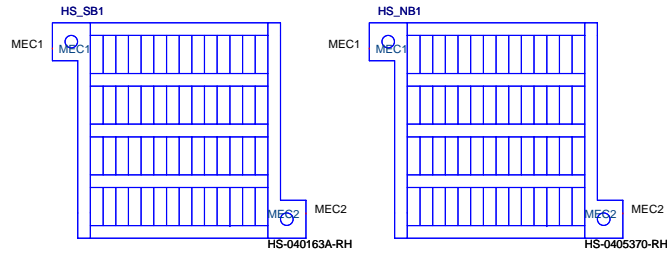 HS_SB1
MEC1
MEC1
MEC2
MEC2
HS-040163A-RH
HS_NB1
MEC1
MEC1
MEC2
MEC2
HS-0405370-RH